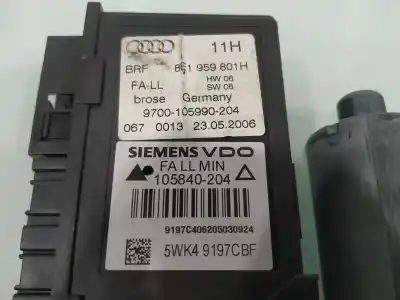 11H
BRF 8E1 959 801H
FA-LL HW 06
SW 06
brose Germany
9700-105990-204
067 0013 23.05.2006
SIEMENS VDO
FA LL MIN
105840-204
9197C406205030924
5WK4 9197CBF